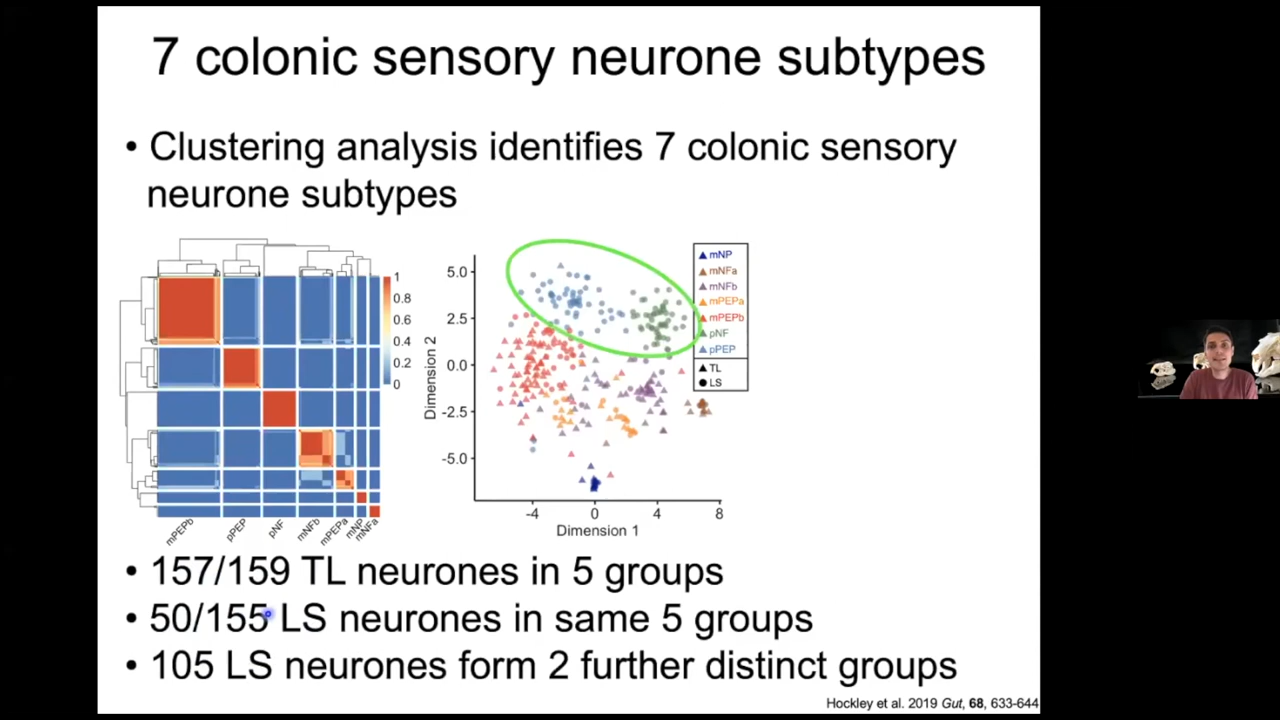 7 colonic sensory neurone subtypes
• Clustering analysis identifies 7 colonic sensory
neurone subtypes
1
0.8
0.6
0.4
0.2
0
mPEPb
pPEP
pNF
mNFb
mPEPa
mNP
mNFa
Dimension 2
5.0
2.5
0.0
-2.5
-5.0
-4
0
4
8
Dimension 1
mNP
mNFa
mNFb
mPEPa
mPEPb
pNF
pPEP
TL
LS
• 157/159 TL neurones in 5 groups
• 50/155 LS neurones in same 5 groups
• 105 LS neurones form 2 further distinct groups
Hockley et al. 2019 Gut, 68, 633-644